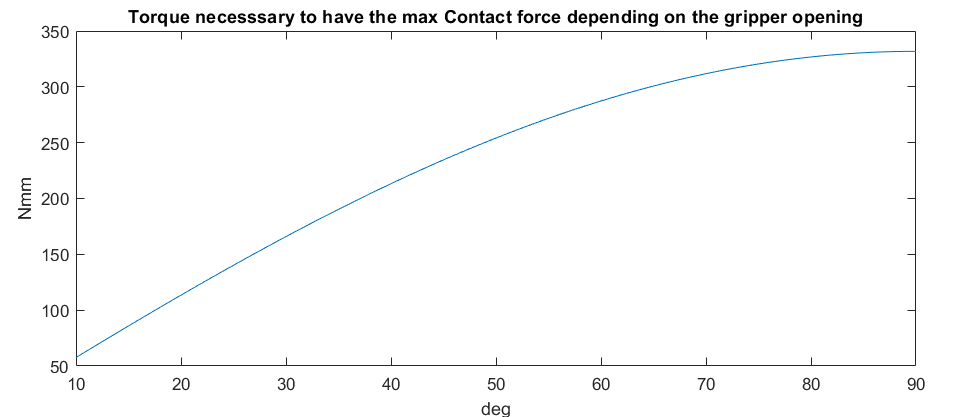 Torque necesssary to have the max Contact force depending on the gripper opening
350
300
250
200
150
100
50
Nmm
10 20 30 40 50 60 70 80 90
deg